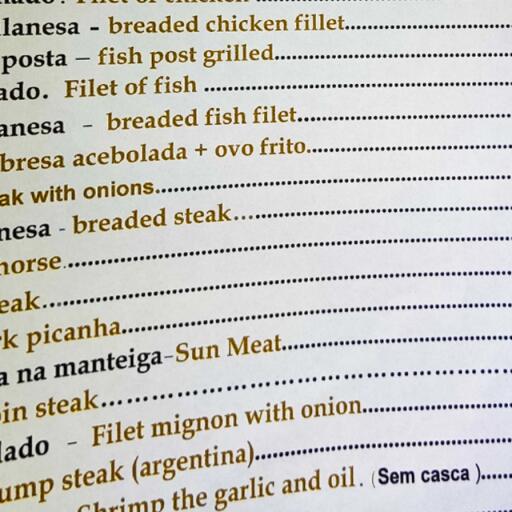 lanesa - breaded chicken fillet....................
posta – fish post grilled....................
ado. Filet of fish ....................
anesa - breaded fish filet....................
bresa acebolada + ovo frito....................
ak with onions....................
nesa - breaded steak....................
horse....................
eak....................
k picanha....................
a na manteiga-Sun Meat....................
in steak....................
lado - Filet mignon with onion....................
ump steak (argentina)....................
Shrimp the garlic and oil. (Sem casca )......